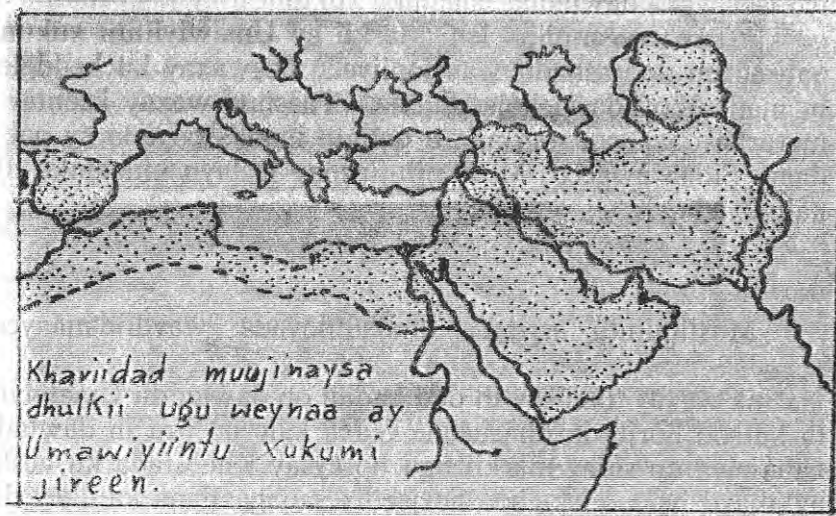 Khariidad muujinaysa
dhulkii ugu weynaa ay
Umawiyiintu xukumi
jireen.